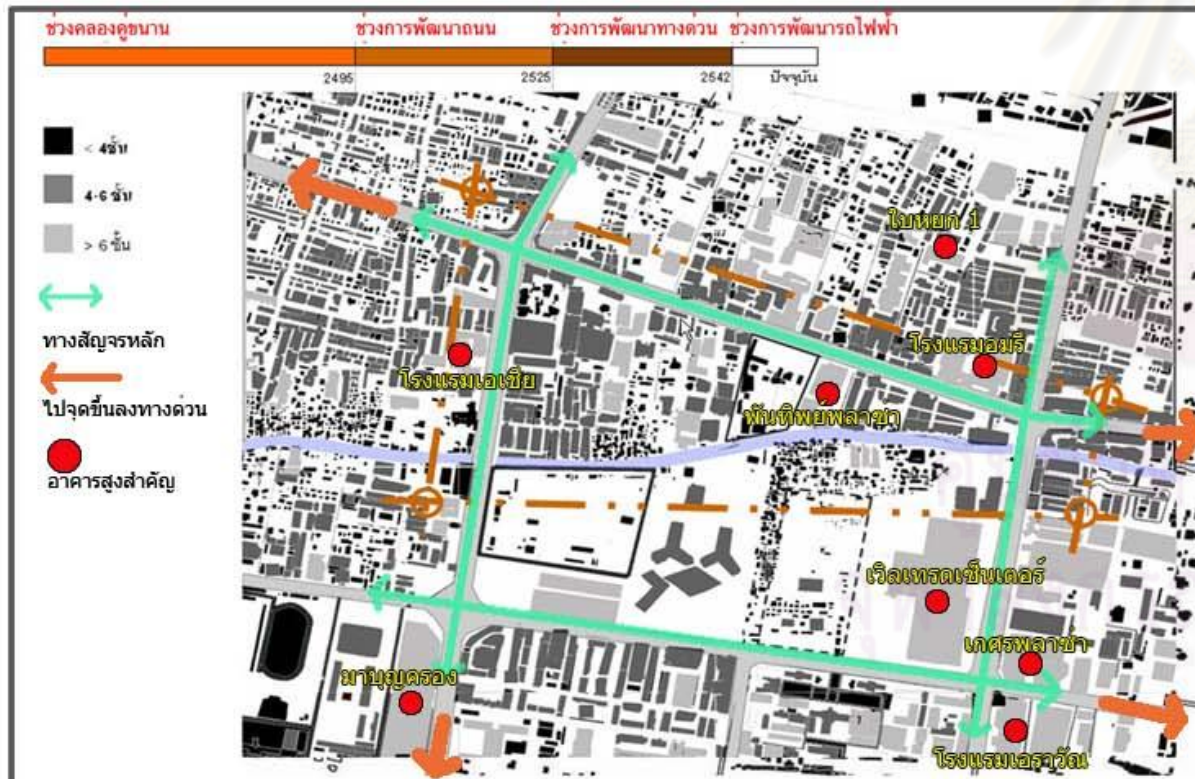 ช่วงคลองคูขนาน ช่วงการพัฒนาถนน ช่วงการพัฒนาทางด่วน ช่วงการพัฒนารถไฟฟ้า
2495 2525 2542 ปัจจุบัน
< 4ชั้น
4-6 ชั้น
> 6 ชั้น
ทางสัญจรหลัก
ไปจุดขึ้นลงทางด่วน
อาคารสูงสำคัญ
ใบหยก 1
โรงแรมอมรี
โรงแรมเอเชีย
พันทิพย์พลาซา
เวิลเทรดเซ็นเตอร์
เกศรพลาซ่า
มาบุญครอง
โรงแรมเอราวัณ